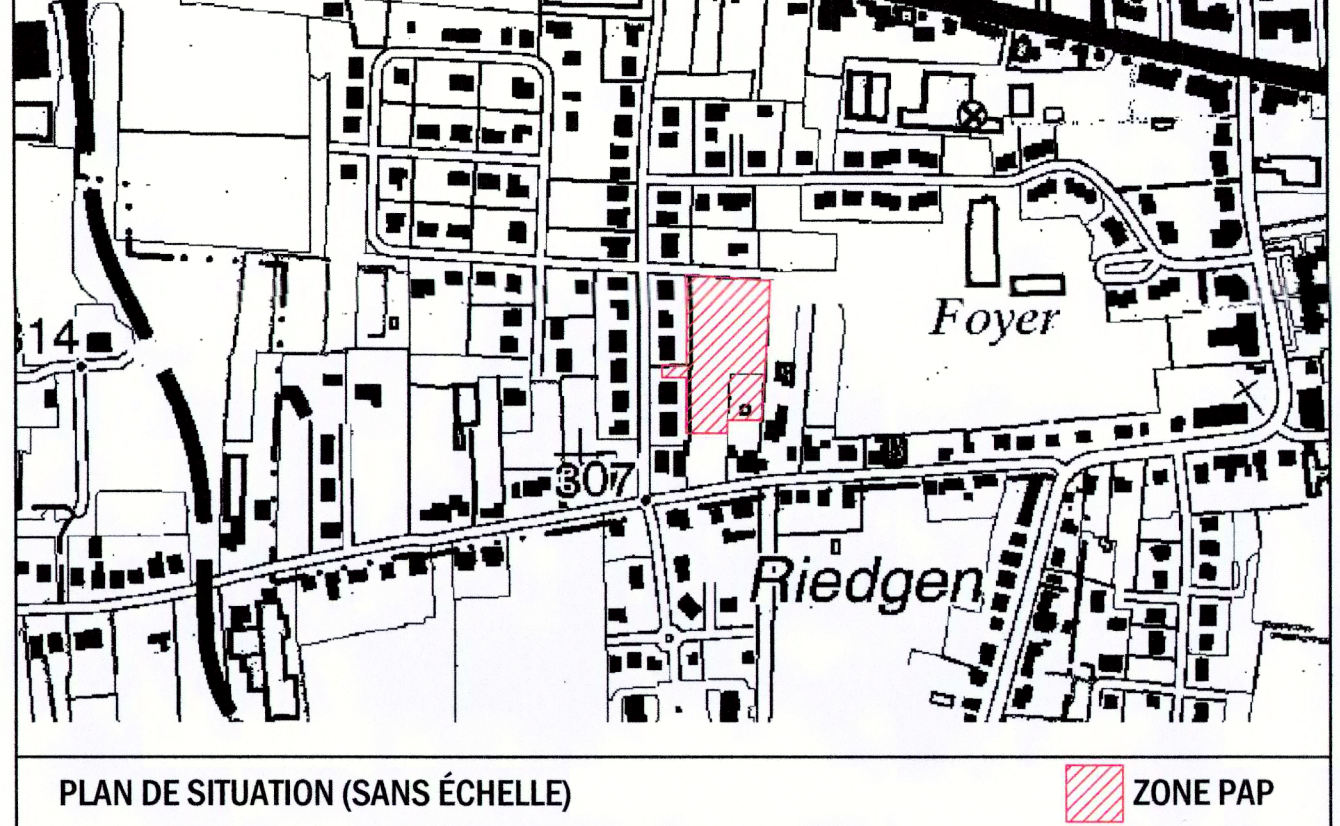 Foyer
314
307
Riedgen
PLAN DE SITUATION (SANS ÉCHELLE)
ZONE PAP